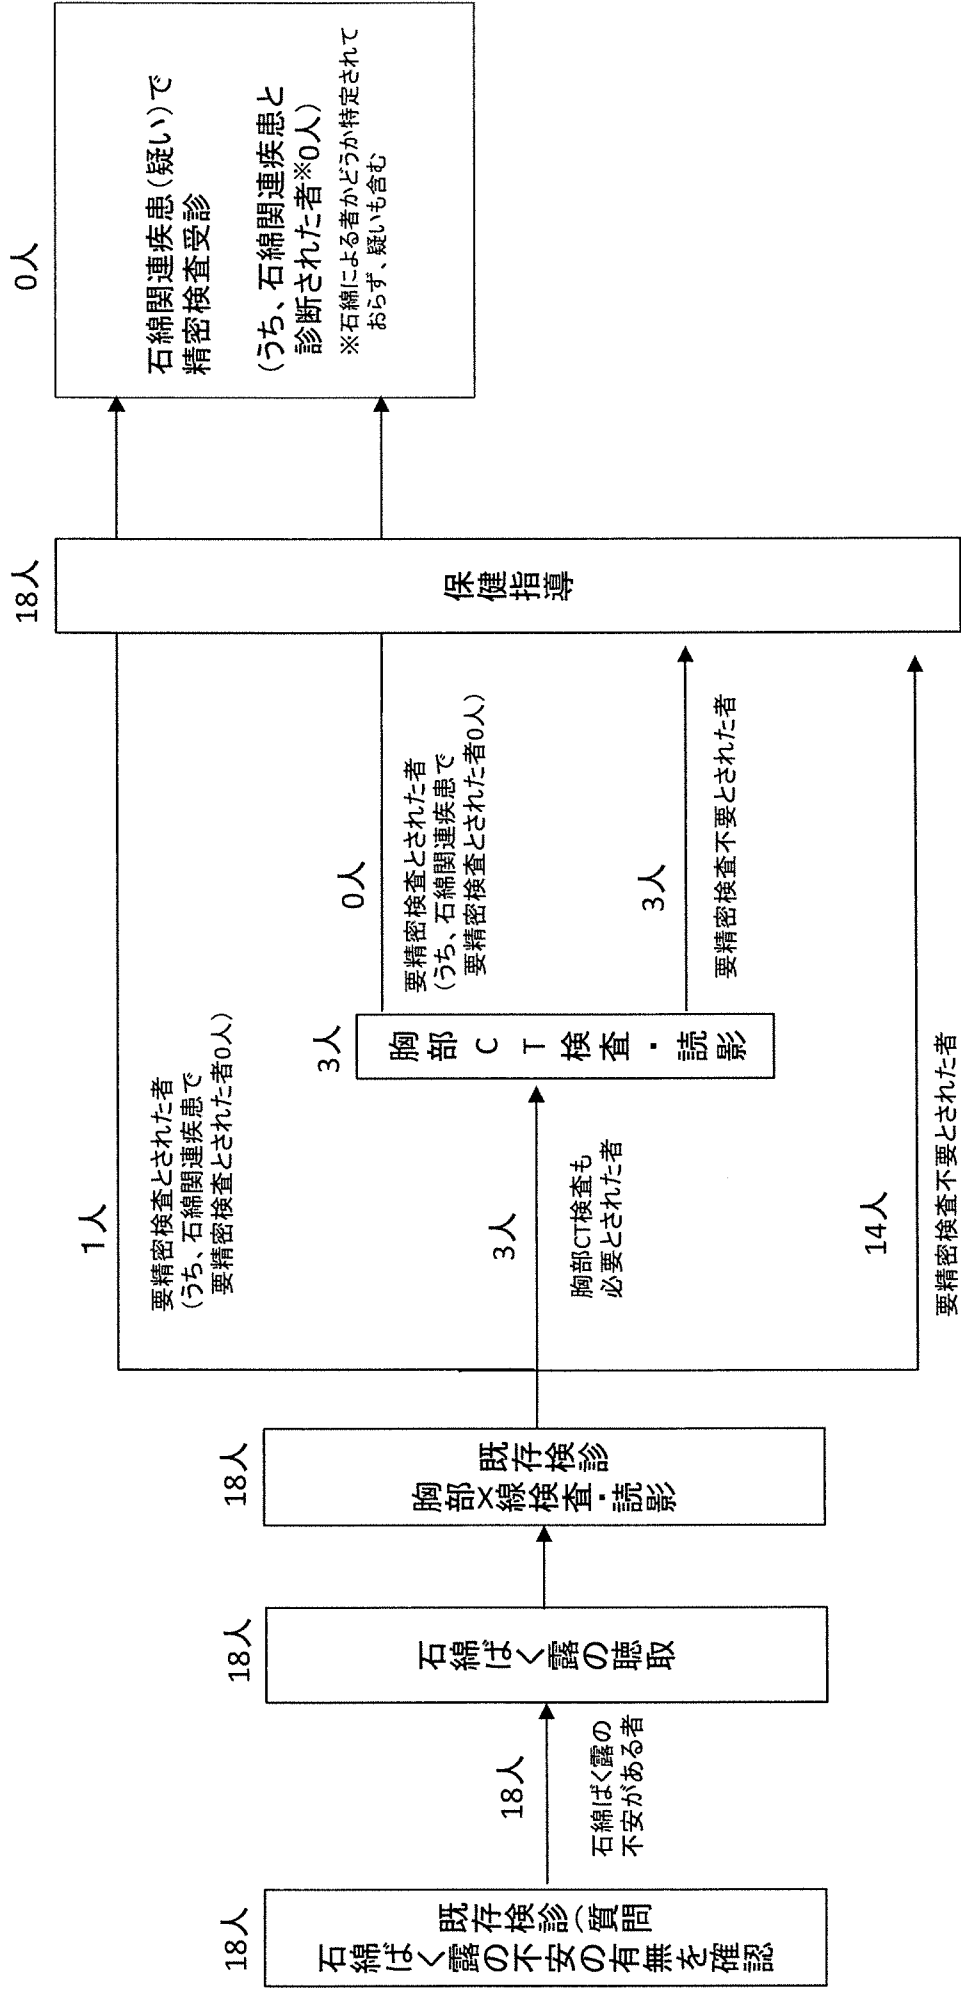 18人
既存検診(質問
石綿ばく露の不安の有無を確認
18人
石綿ばく露の
不安がある者
18人
石綿ばく露の聴取
18人
既存検診
胸部X線検査・読影
1人
要精密検査とされた者
(うち、石綿関連疾患で
要精密検査とされた者0人)
3人
胸部CT検査も
必要とされた者
14人
要精密検査不要とされた者
3人
胸部CT検査・読影
0人
要精密検査とされた者
(うち、石綿関連疾患で
要精密検査とされた者0人)
3人
要精密検査不要とされた者
18人
保健指導
0人
石綿関連疾患(疑い)で
精密検査受診
(うち、石綿関連疾患と
診断された者※0人)
※石綿による者かどうか特定されて
おらず、疑いも含む